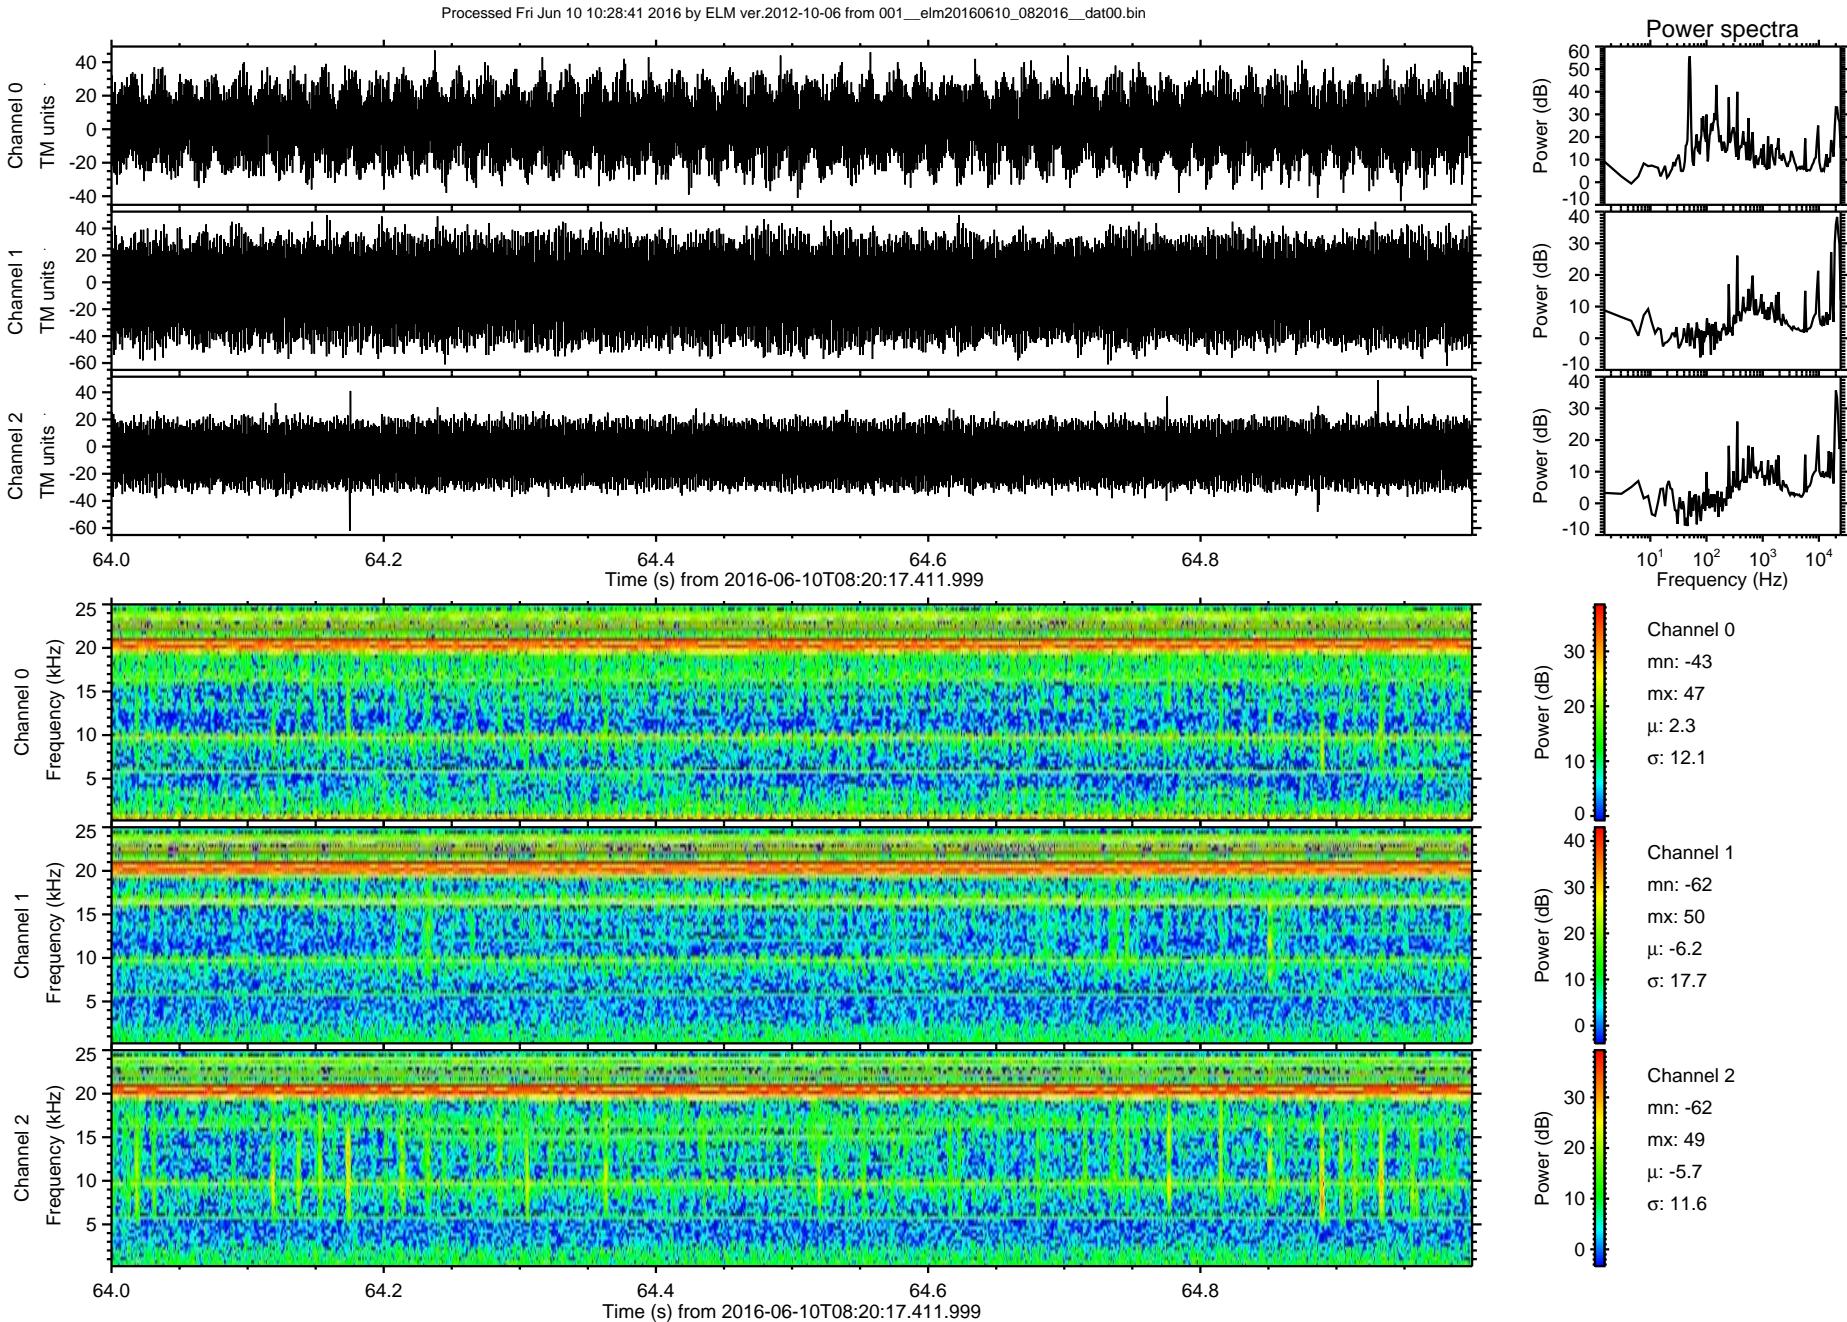 Processed Fri Jun 10 10:28:41 2016 by ELM ver.2012-10-06 from 001__elm20160610_082016__dat00.bin
Power spectra
Channel 0
TM units
40
20
0
-20
-40
Power (dB)
60
50
40
30
20
10
0
-10
Channel 1
TM units
40
20
0
-20
-40
-60
Power (dB)
40
30
20
10
0
-10
Channel 2
TM units
40
20
0
-20
-40
-60
Power (dB)
40
30
20
10
0
-10
64.0 64.2 64.4 64.6 64.8
Time (s) from 2016-06-10T08:20:17.411.999
10^1 10^2 10^3 10^4
Frequency (Hz)
Channel 0
Frequency (kHz)
25
20
15
10
5
Power (dB)
30
20
10
0
Channel 0
mn: -43
mx: 47
μ: 2.3
σ: 12.1
Channel 1
Frequency (kHz)
25
20
15
10
5
Power (dB)
40
30
20
10
0
Channel 1
mn: -62
mx: 50
μ: -6.2
σ: 17.7
Channel 2
Frequency (kHz)
25
20
15
10
5
Power (dB)
30
20
10
0
Channel 2
mn: -62
mx: 49
μ: -5.7
σ: 11.6
64.0 64.2 64.4 64.6 64.8
Time (s) from 2016-06-10T08:20:17.411.999